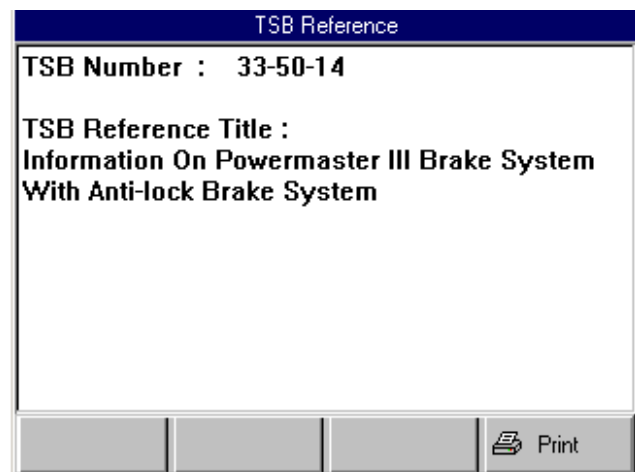 TSB Reference
TSB Number : 33-50-14
TSB Reference Title :
Information On Powermaster III Brake System
With Anti-lock Brake System
Print